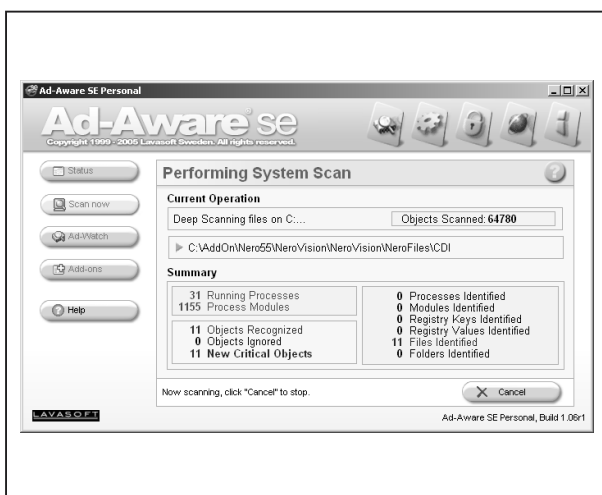 Ad-Aware SE Personal
Ad-Aware SE
Copyright 1999 - 2005 Lavasoft Sweden. All rights reserved.
Status
Scan now
Ad-Watch
Add-ons
Help
Performing System Scan
Current Operation
Deep Scanning files on C:...
Objects Scanned: 64780
C:\AddOn\Nero55\NeroVision\NeroVision\NeroFiles\CDI
Summary
31 Running Processes
1155 Process Modules
11 Objects Recognized
0 Objects Ignored
11 New Critical Objects
0 Processes Identified
0 Modules Identified
0 Registry Keys Identified
0 Registry Values Identified
11 Files Identified
0 Folders Identified
Now scanning, click "Cancel" to stop.
Cancel
LAVASOFT
Ad-Aware SE Personal, Build 1.06r1